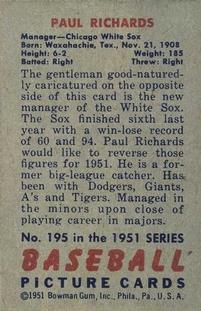 PAUL RICHARDS
Manager—Chicago White Sox
Born: Waxahachie, Tex., Nov. 21, 1908
Height: 6-2 Weight: 185
Batted: Right Threw: Right
The gentleman good-natured-
ly caricatured on the opposite
side of this card is the new
manager of the White Sox.
The Sox finished sixth last
year with a win-lose record
of 60 and 94. Paul Richards
would like to reverse those
figures for 1951. He is a for-
mer big-league catcher. Has
been with Dodgers, Giants,
A's and Tigers. Managed in
the minors upon close of
playing career in majors.
No. 195 in the 1951 SERIES
BASEBALL
PICTURE CARDS
©1951 Bowman Gum, Inc., Phila., Pa., U. S. A.